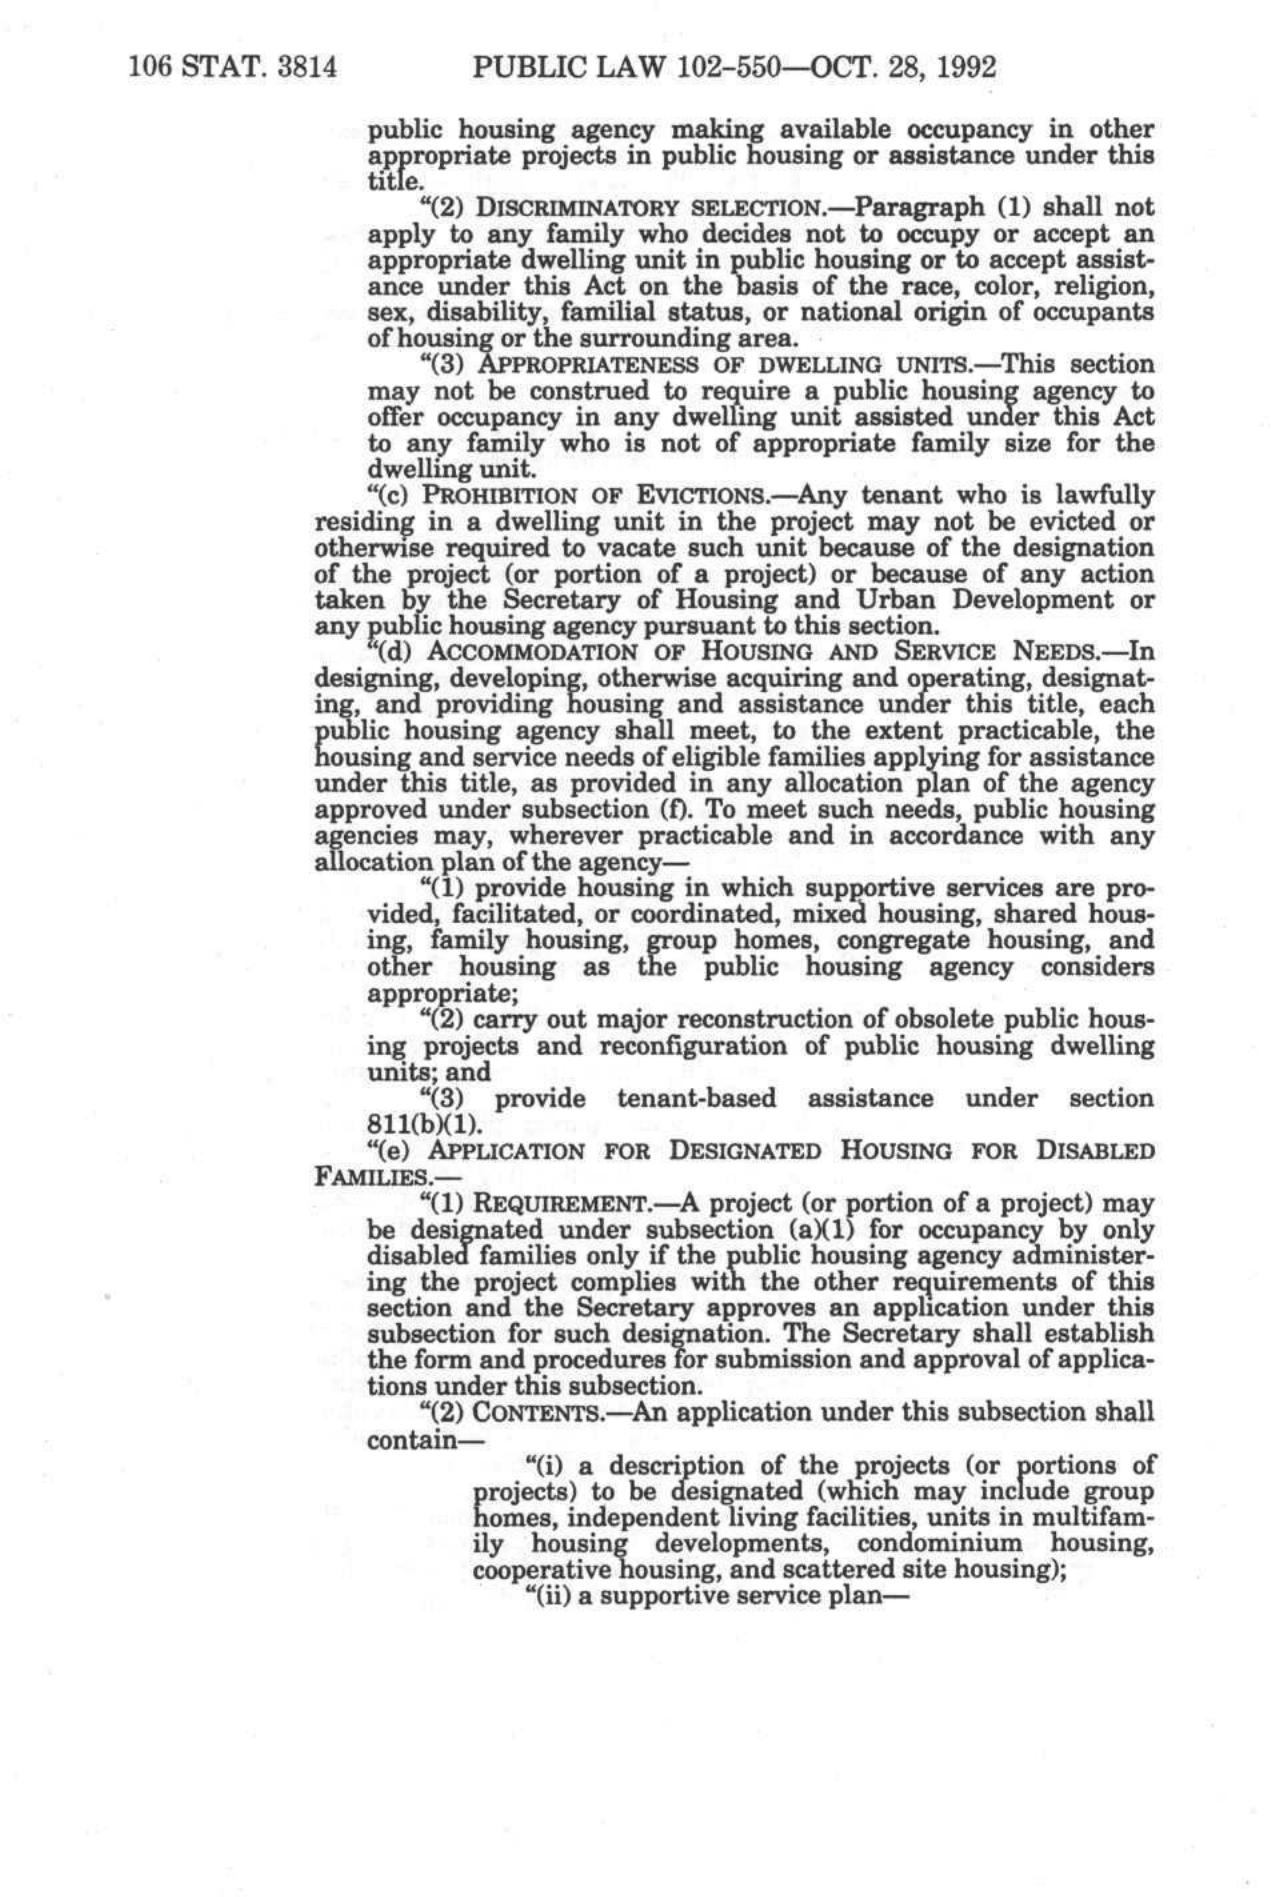 106 STAT. 3814 PUBLIC LAW 102–550—OCT. 28, 1992
public housing agency making available occupancy in other
appropriate projects in public housing or assistance under this
title.
“(2) DISCRIMINATORY SELECTION.—Paragraph (1) shall not
apply to any family who decides not to occupy or accept an
appropriate dwelling unit in public housing or to accept assist-
ance under this Act on the basis of the race, color, religion,
sex, disability, familial status, or national origin of occupants
of housing or the surrounding area.
“(3) APPROPRIATENESS OF DWELLING UNITS.—This section
may not be construed to require a public housing agency to
offer occupancy in any dwelling unit assisted under this Act
to any family who is not of appropriate family size for the
dwelling unit.
“(c) PROHIBITION OF EVICTIONS.—Any tenant who is lawfully
residing in a dwelling unit in the project may not be evicted or
otherwise required to vacate such unit because of the designation
of the project (or portion of a project) or because of any action
taken by the Secretary of Housing and Urban Development or
any public housing agency pursuant to this section.
“(d) ACCOMMODATION OF HOUSING AND SERVICE NEEDS.—In
designing, developing, otherwise acquiring and operating, designat-
ing, and providing housing and assistance under this title, each
public housing agency shall meet, to the extent practicable, the
housing and service needs of eligible families applying for assistance
under this title, as provided in any allocation plan of the agency
approved under subsection (f). To meet such needs, public housing
agencies may, wherever practicable and in accordance with any
allocation plan of the agency—
“(1) provide housing in which supportive services are pro-
vided, facilitated, or coordinated, mixed housing, shared hous-
ing, family housing, group homes, congregate housing, and
other housing as the public housing agency considers
appropriate;
“(2) carry out major reconstruction of obsolete public hous-
ing projects and reconfiguration of public housing dwelling
units; and
“(3) provide tenant-based assistance under section
811(b)(1).
“(e) APPLICATION FOR DESIGNATED HOUSING FOR DISABLED
FAMILIES.—
“(1) REQUIREMENT.—A project (or portion of a project) may
be designated under subsection (a)(1) for occupancy by only
disabled families only if the public housing agency administer-
ing the project complies with the other requirements of this
section and the Secretary approves an application under this
subsection for such designation. The Secretary shall establish
the form and procedures for submission and approval of applica-
tions under this subsection.
“(2) CONTENTS.—An application under this subsection shall
contain—
“(i) a description of the projects (or portions of
projects) to be designated (which may include group
homes, independent living facilities, units in multifam-
ily housing developments, condominium housing,
cooperative housing, and scattered site housing);
“(ii) a supportive service plan—